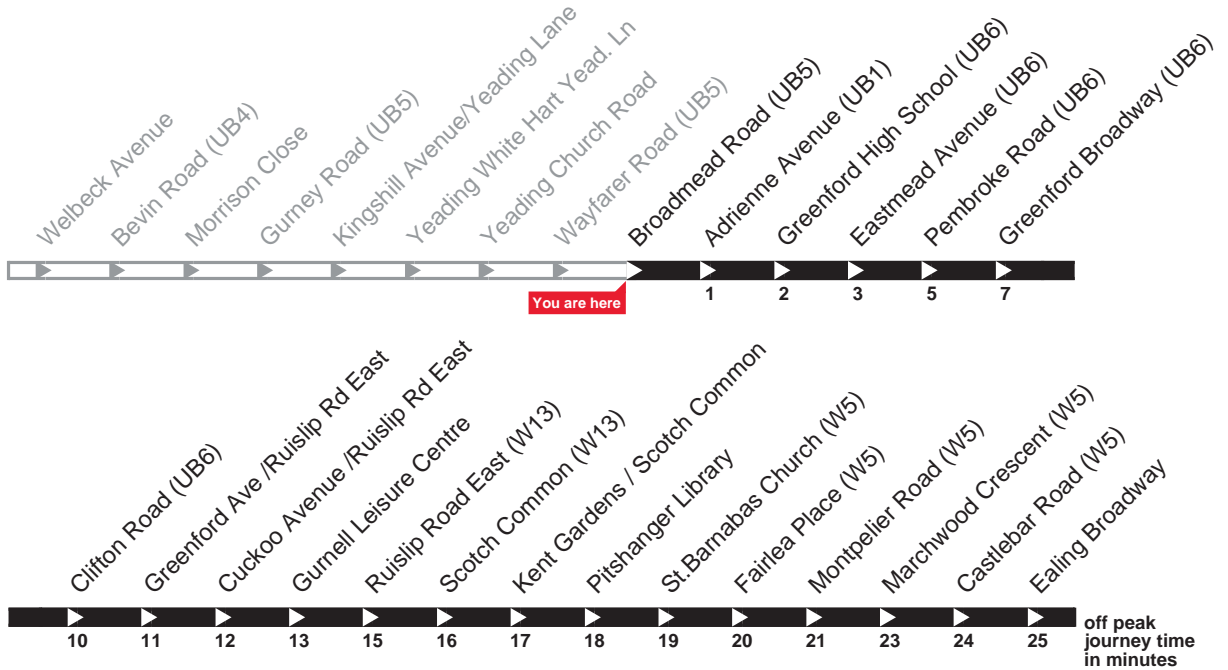 Welbeck Avenue
Bevin Road (UB4)
Morrison Close
Gurney Road (UB5)
Kingshill Avenue/Yeading Lane
Yeading White Hart Yead. Ln
Yeading Church Road
Wayfarer Road (UB5)
Broadmead Road (UB5)
Adrienne Avenue (UB1)
Greenford High School (UB6)
Eastmead Avenue (UB6)
Pembroke Road (UB6)
Greenford Broadway (UB6)
You are here
1 2 3 5 7
Clifton Road (UB6)
Greenford Ave /Ruislip Rd East
Cuckoo Avenue /Ruislip Rd East
Gurnell Leisure Centre
Ruislip Road East (W13)
Scotch Common (W13)
Kent Gardens / Scotch Common
Pitshanger Library
St.Barnabas Church (W5)
Fairlea Place (W5)
Montpelier Road (W5)
Marchwood Crescent (W5)
Castlebar Road (W5)
Ealing Broadway
10 11 12 13 15 16 17 18 19 20 21 23 24 25
off peak
journey time
in minutes